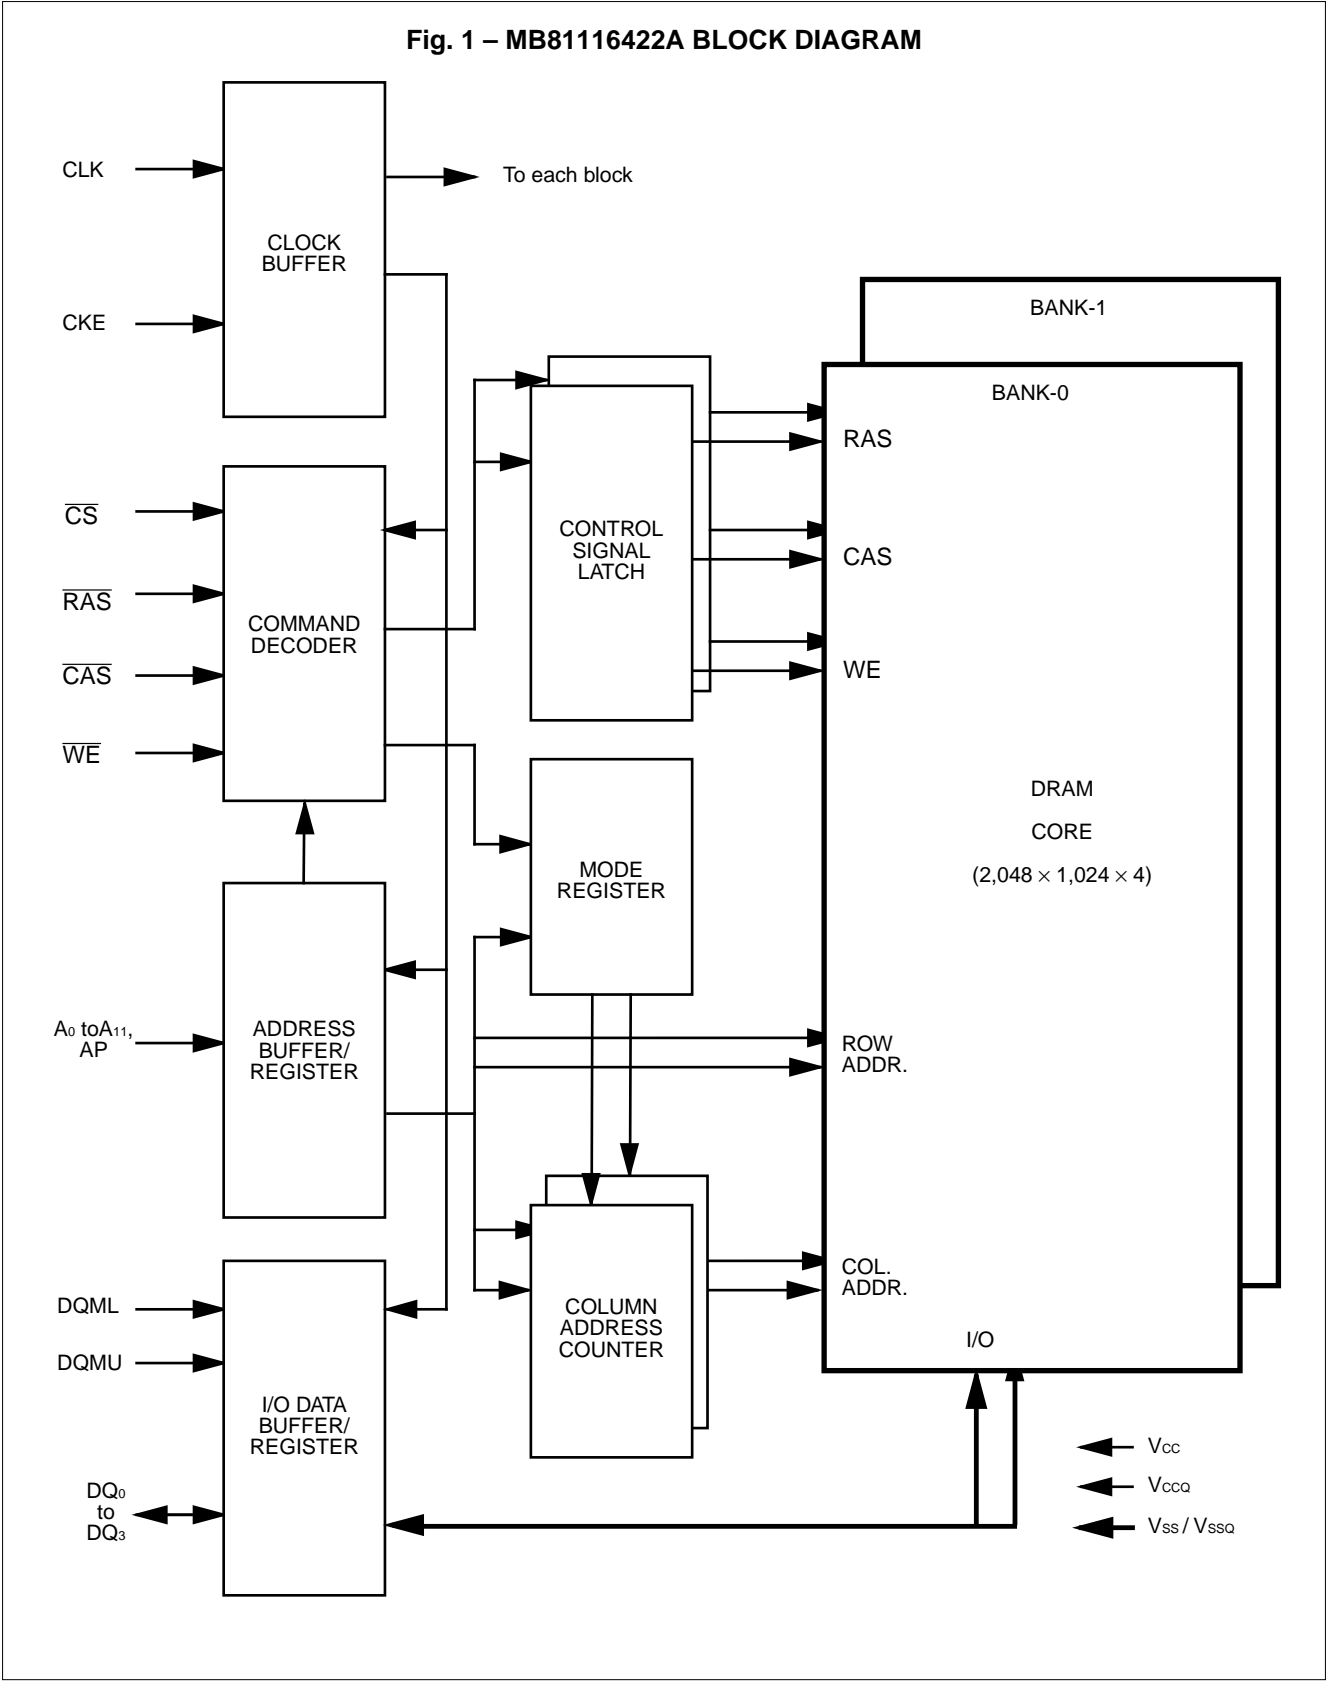 Fig. 1 – MB81116422A BLOCK DIAGRAM
CLK
To each block
CLOCK
BUFFER
CKE
BANK-1
BANK-0
RAS
CS
CONTROL
SIGNAL
LATCH
CAS
RAS
COMMAND
DECODER
CAS
WE
WE
DRAM
CORE
(2,048 × 1,024 × 4)
MODE
REGISTER
A0 toA11,
AP
ADDRESS
BUFFER/
REGISTER
ROW
ADDR.
COL.
ADDR.
DQML
COLUMN
ADDRESS
COUNTER
I/O
DQMU
I/O DATA
BUFFER/
REGISTER
VCC
VCCQ
DQ0
to
DQ3
VSS / VSSQ